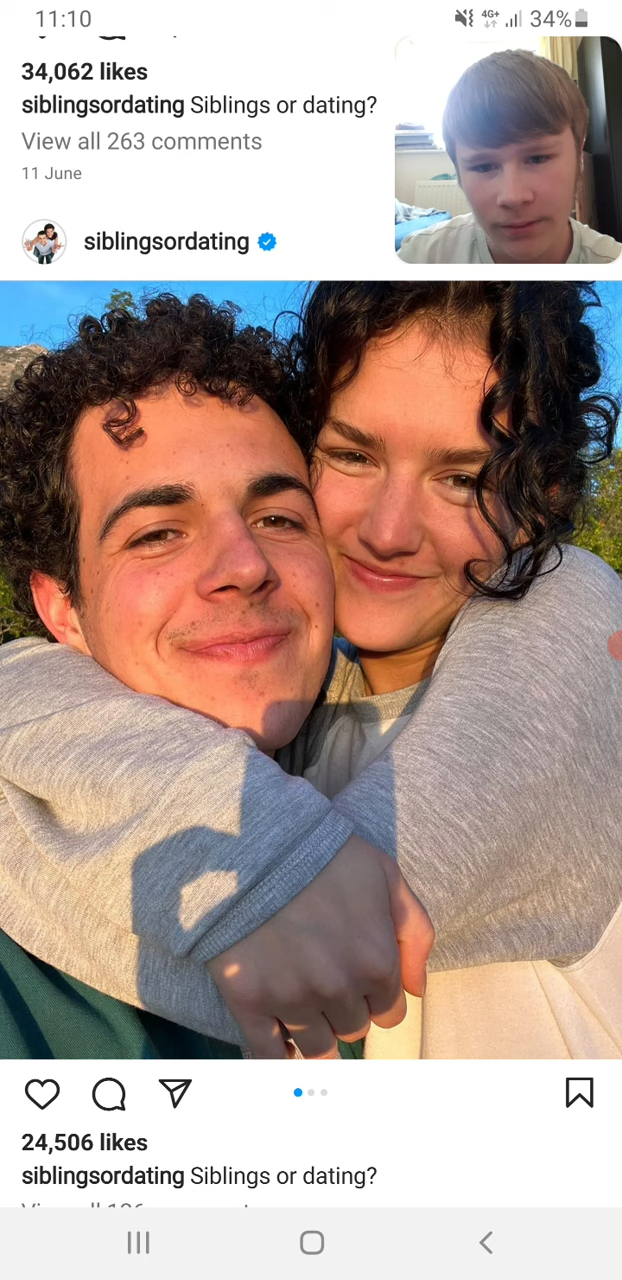 11:10 4G+ 34%
34,062 likes
siblingsordating Siblings or dating?
View all 263 comments
11 June
siblingsordating
24,506 likes
siblingsordating Siblings or dating?